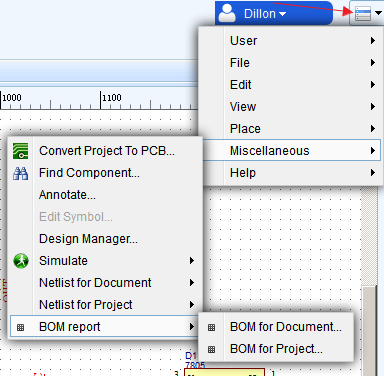 Dillon
User
1000
1100
File
Edit
View
Place
Convert Project To PCB...
Miscellaneous
Find Component...
Help
Annotate...
Edit Symbol...
Design Manager...
Simulate
Netlist for Document
Netlist for Project
BOM report
BOM for Document...
BOM for Project...
D1
7805
3
1